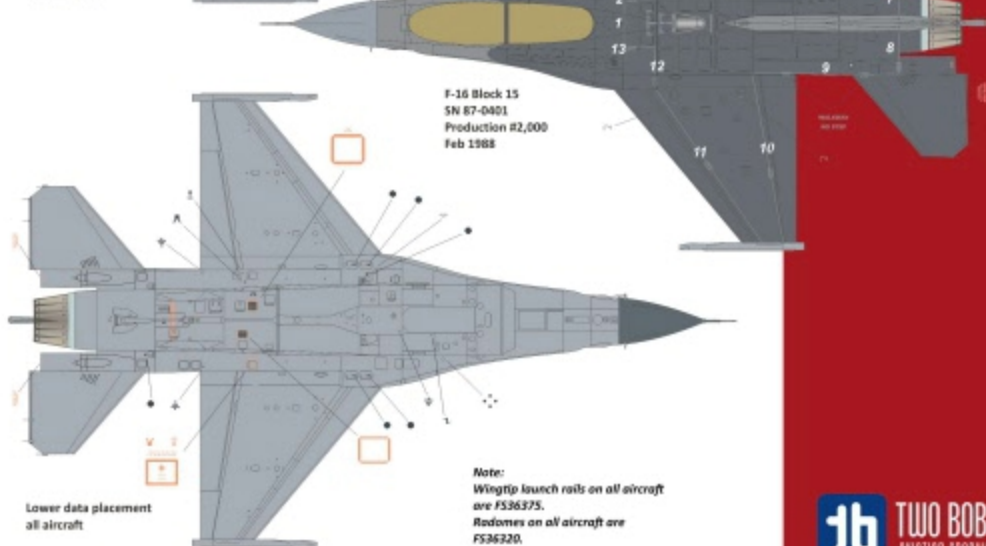 1
13
12
11
10
9
8
F-16 Block 15
SN 87-0401
Production #2,000
Feb 1988
Lower data placement
all aircraft
Note:
Wingtip launch rails on all aircraft
are FS36375.
Radomes on all aircraft are
FS36320.
TWO BOB